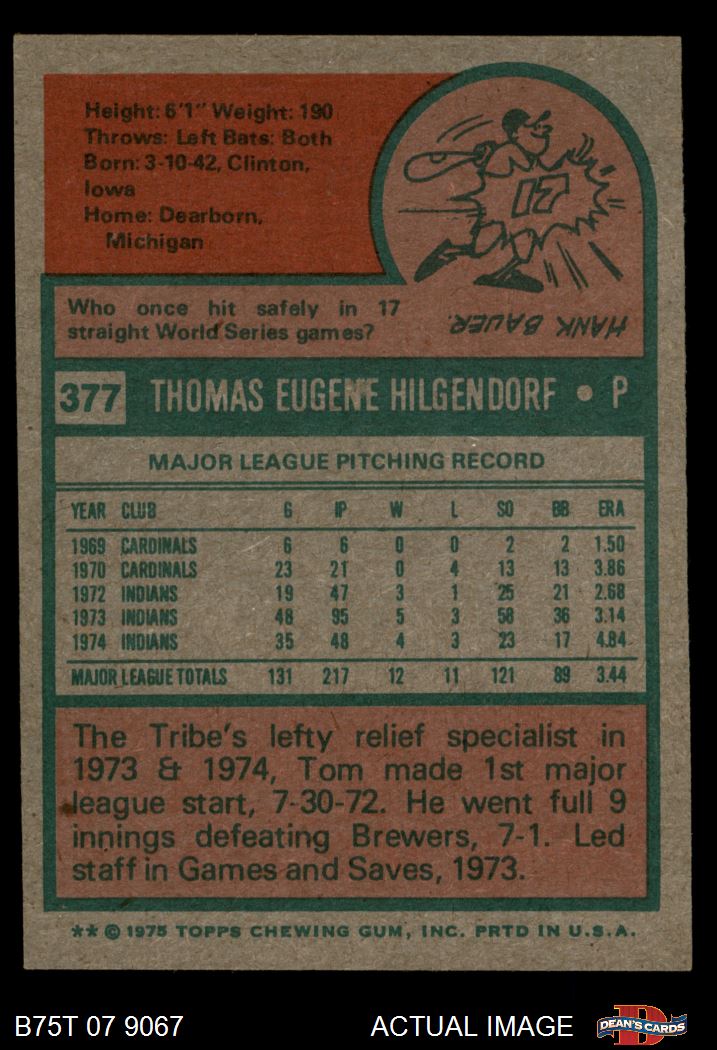 Height: 6'1" Weight: 190
Throws: Left Bats: Both
Born: 3-10-42, Clinton,
Iowa
Home: Dearborn,
Michigan
17
Who once hit safely in 17
straight World Series games?
HANK BAUER.
377 THOMAS EUGENE HILGENDORF • P
MAJOR LEAGUE PITCHING RECORD
YEAR CLUB G IP W L SO BB ERA
1969 CARDINALS 6 6 0 0 2 2 1.50
1970 CARDINALS 23 21 0 4 13 13 3.86
1972 INDIANS 19 47 3 1 25 21 2.68
1973 INDIANS 48 95 5 3 58 36 3.14
1974 INDIANS 35 48 4 3 23 17 4.84
MAJOR LEAGUE TOTALS 131 217 12 11 121 89 3.44
The Tribe's lefty relief specialist in
1973 & 1974, Tom made 1st major
league start, 7-30-72. He went full 9
innings defeating Brewers, 7-1. Led
staff in Games and Saves, 1973.
** © 1975 TOPPS CHEWING GUM, INC. PRTD IN U.S.A.
B75T 07 9067 ACTUAL IMAGE
D
DEAN'S CARDS